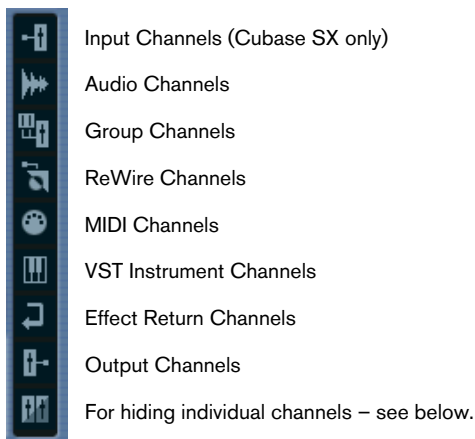 Input Channels (Cubase SX only)
Audio Channels
Group Channels
ReWire Channels
MIDI Channels
VST Instrument Channels
Effect Return Channels
Output Channels
For hiding individual channels – see below.